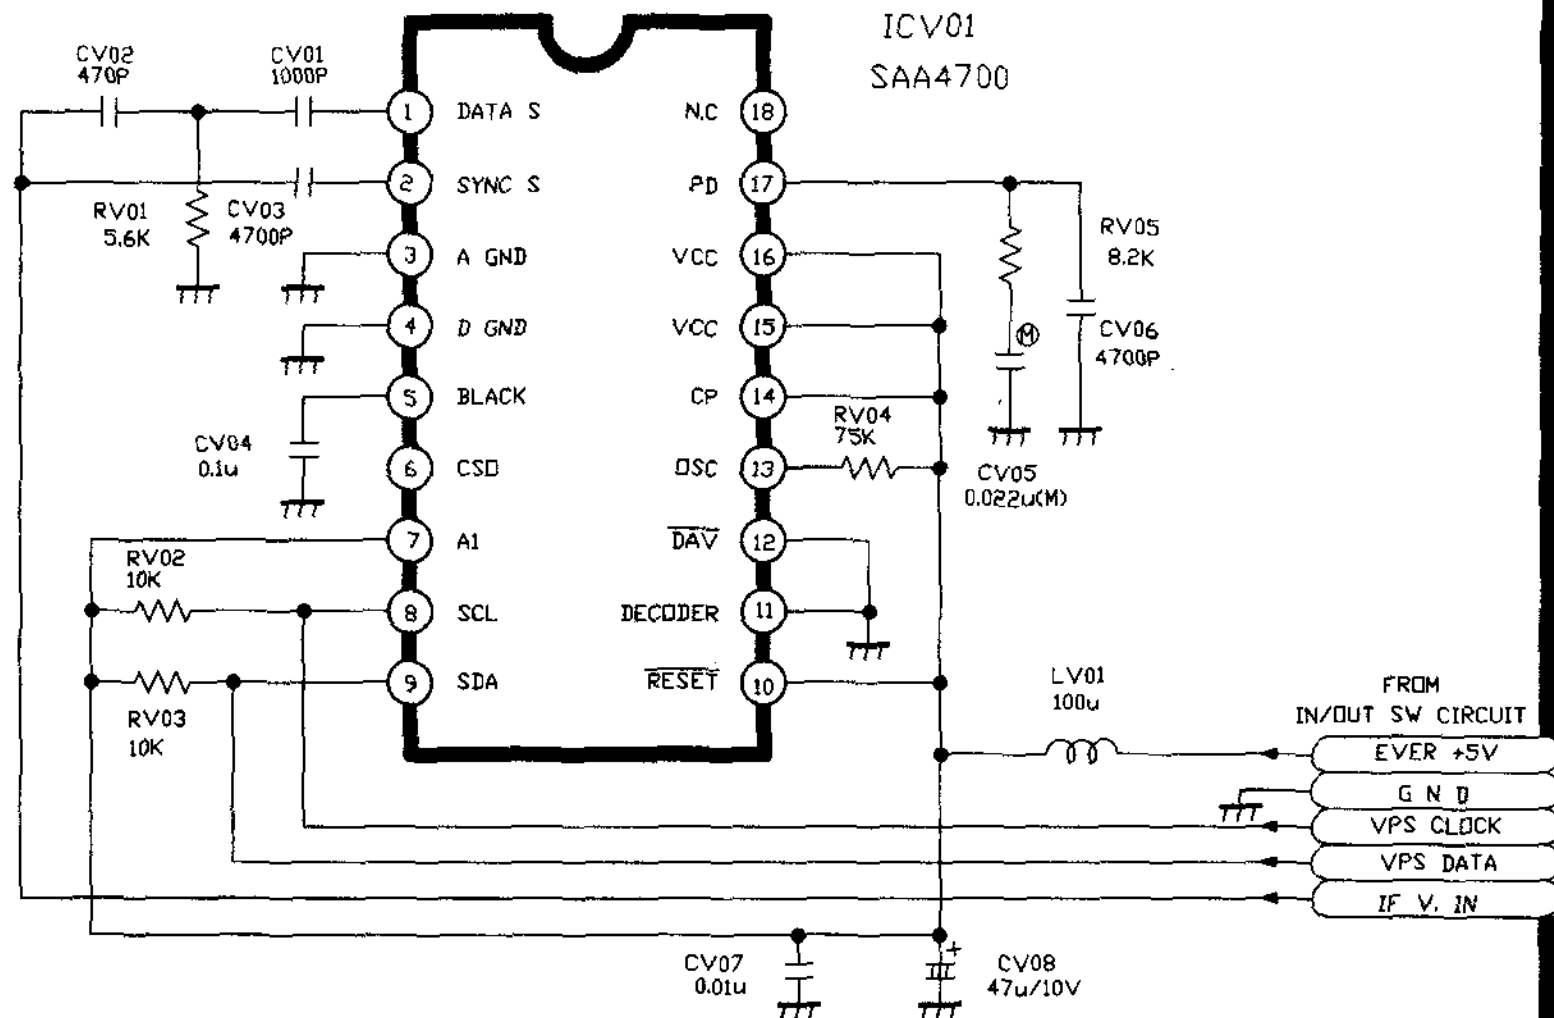 ICV01
SAA4700
CV02
470P
CV01
1000P
1 DATA S
N.C 18
2 SYNC S
PD 17
RV01
5.6K
CV03
4700P
RV05
8.2K
3 A GND
VCC 16
4 D GND
VCC 15
M
CV06
4700P
5 BLACK
CP 14
RV04
75K
CV04
0.1u
6 CSO
OSC 13
CV05
0.022u(M)
7 A1
DAV 12
RV02
10K
8 SCL
DECODER 11
9 SDA
RESET 10
RV03
10K
LV01
100u
FROM
IN/OUT SW CIRCUIT
EVER +5V
G N D
VPS CLOCK
VPS DATA
IF V. IN
CV07
0.01u
+
CV08
47u/10V